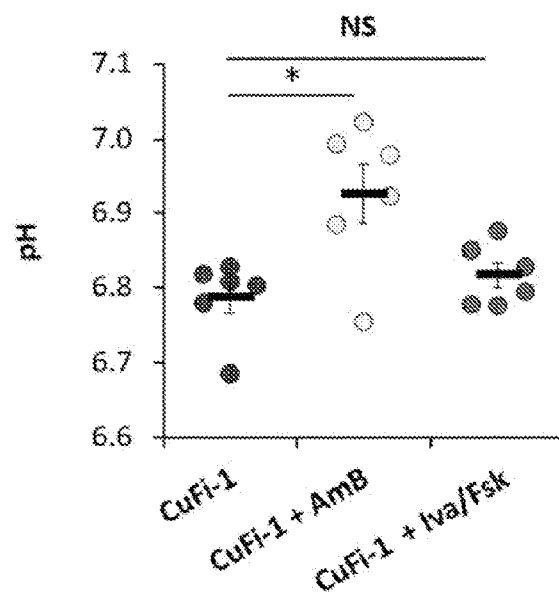 NS
7.1
*
7.0
6.9
pH
6.8
6.7
6.6
CuFi-1
CuFi-1 + AmB
CuFi-1 + Iva/Fsk